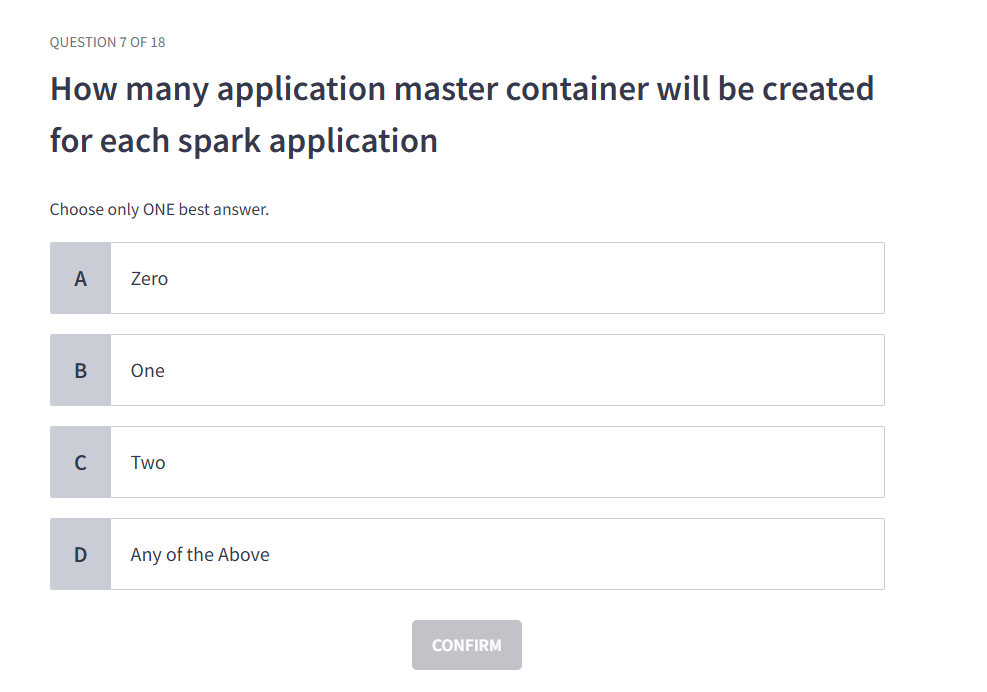 QUESTION 7 OF 18
How many application master container will be created
for each spark application
Choose only ONE best answer.
A Zero
B One
C Two
D Any of the Above
CONFIRM